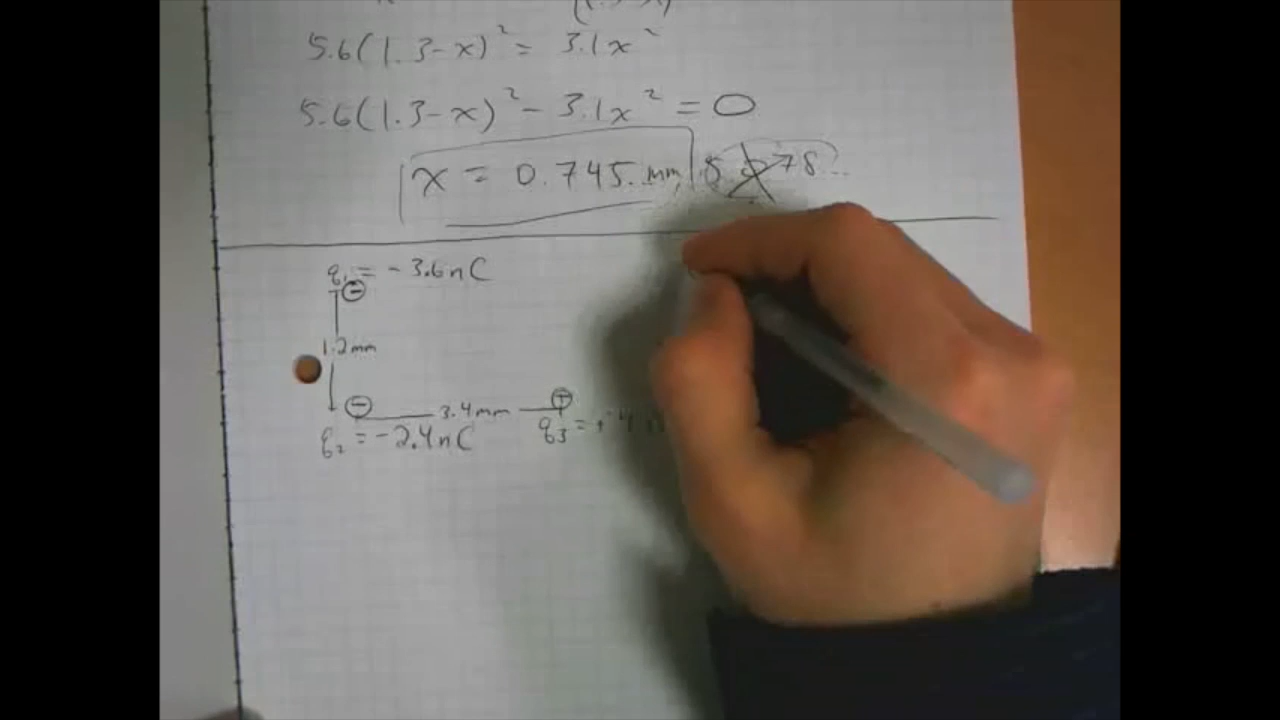 5.6(1.3-x)² = 3.1x²
5.6(1.3-x)² - 3.1x² = 0
x = 0.745 mm,
q₁ = -3.6nC
⊖
1.2mm
⊖ 3.4mm ⊕
q₂ = -2.4nC q₃ =